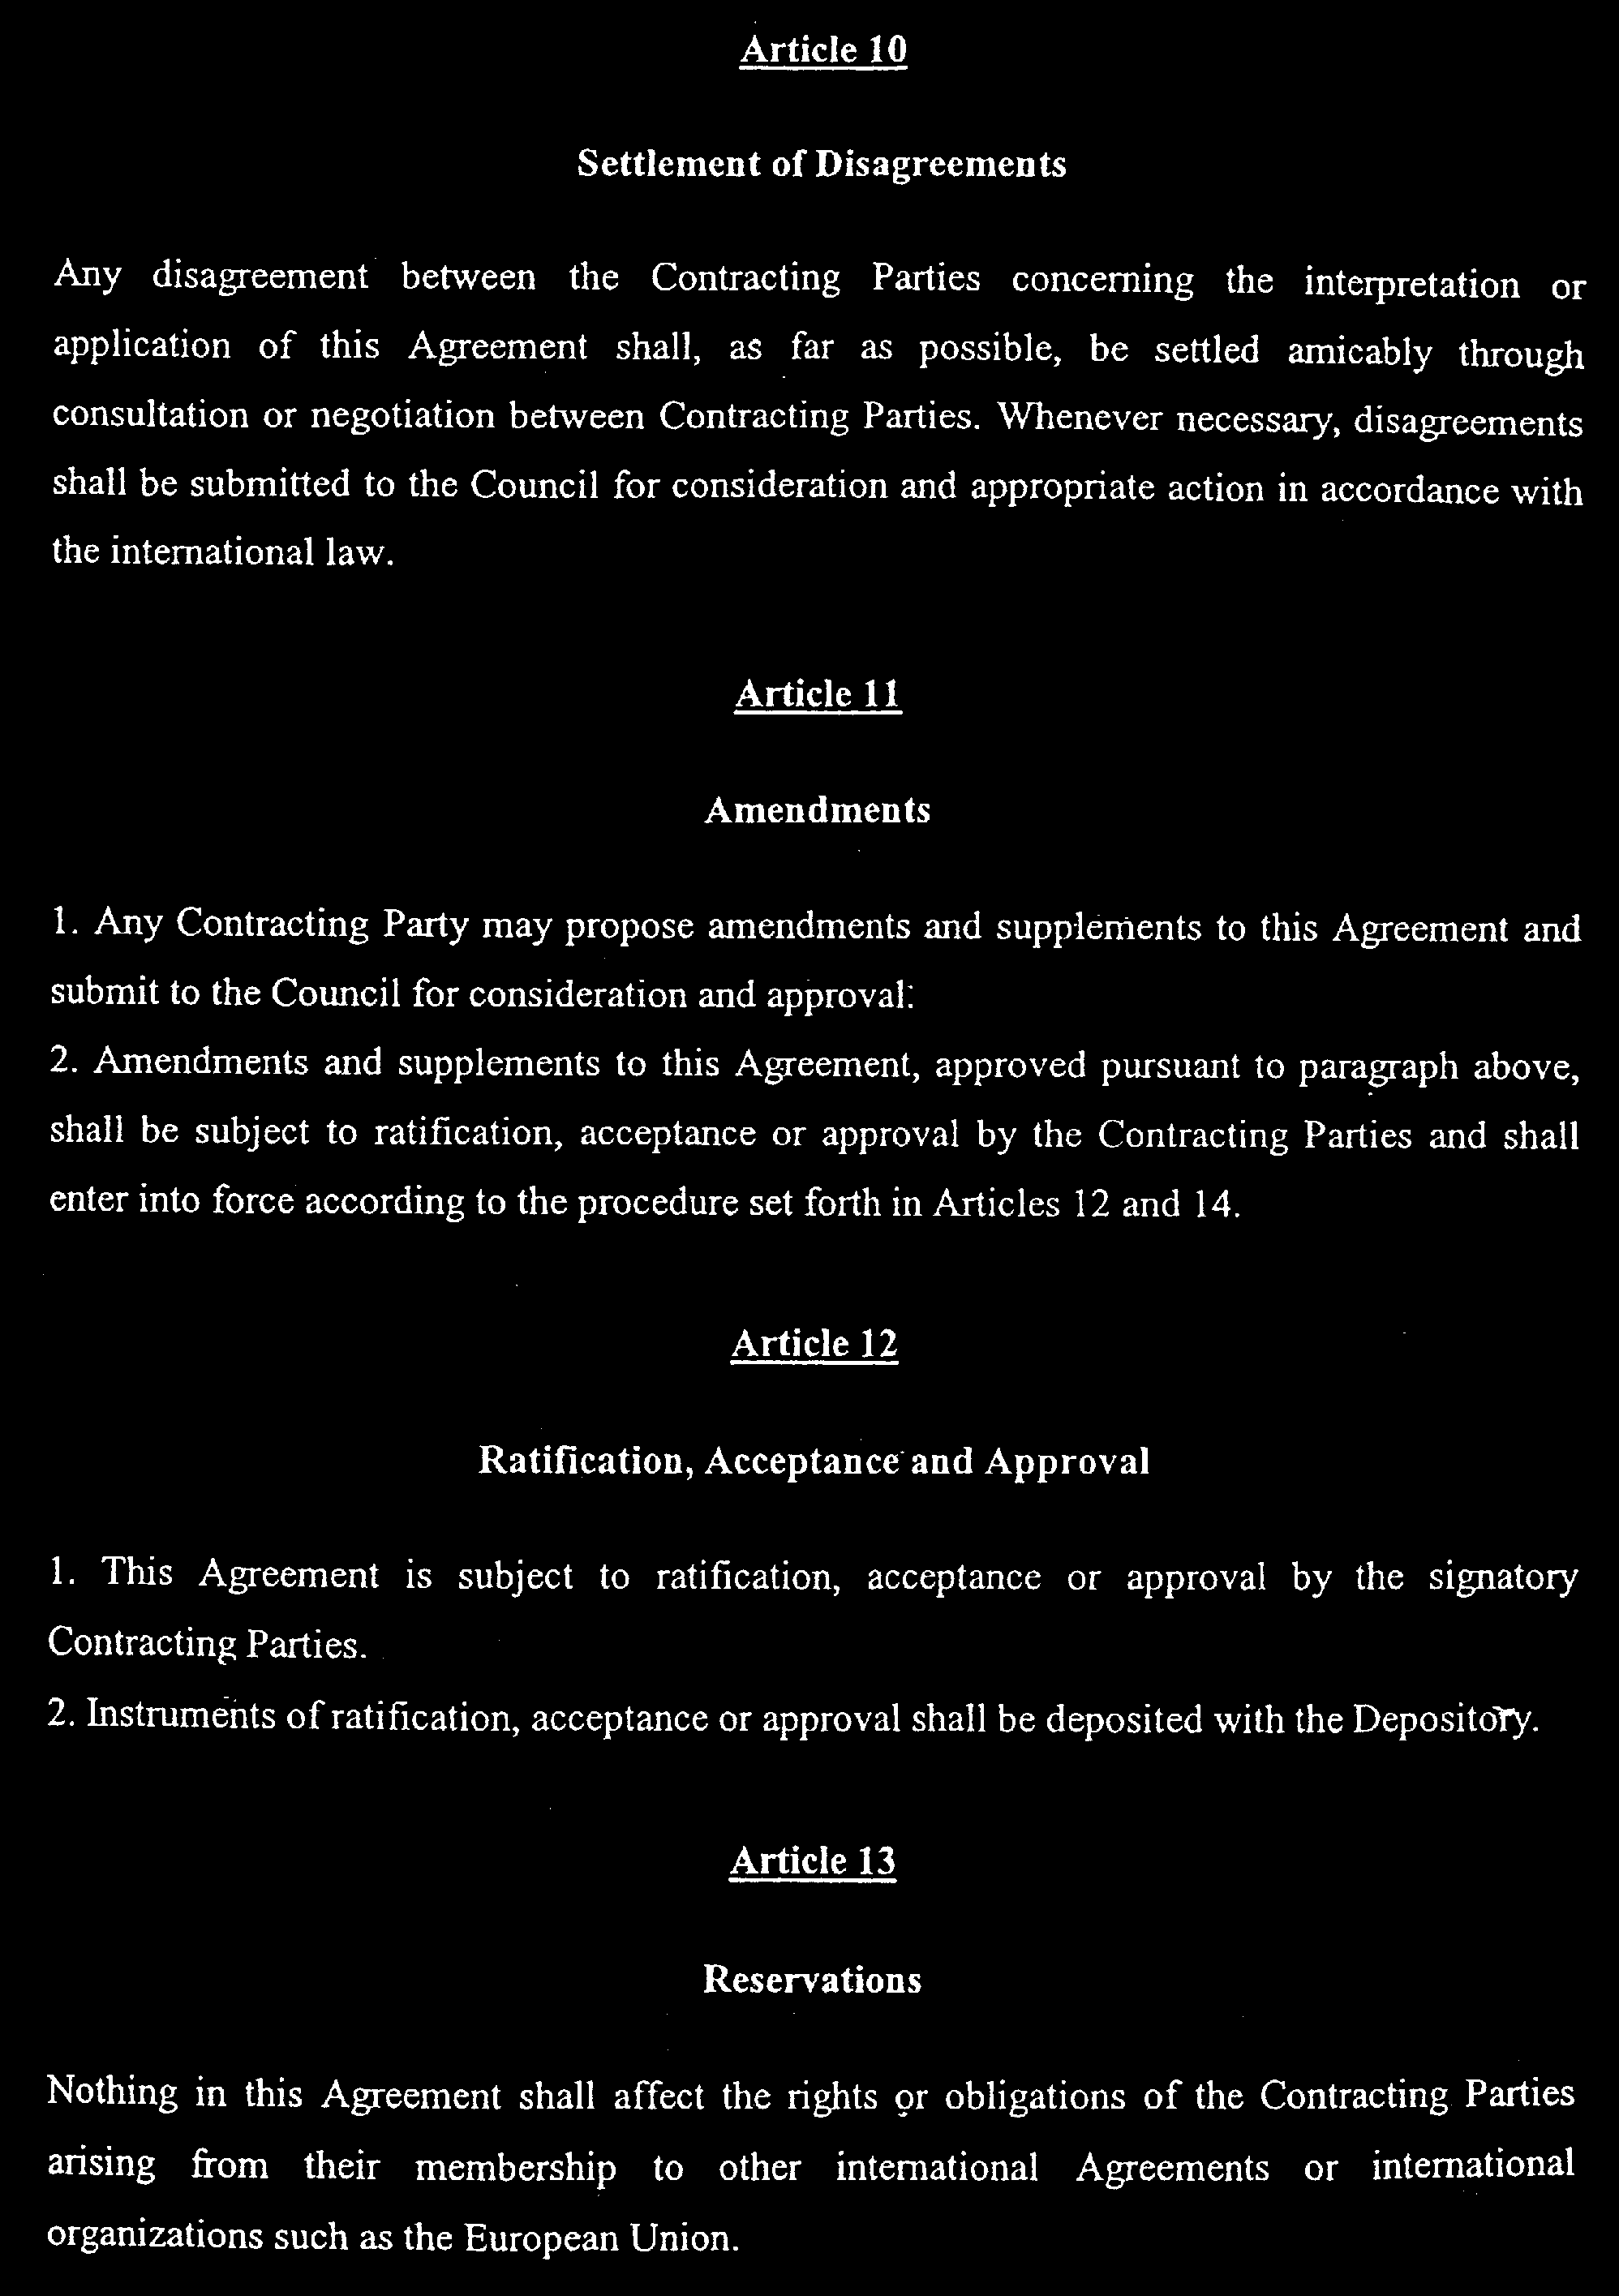 Article 10
Settlement of Disagreements
Any disagreement between the Contracting Parties concerning the interpretation or
application of this Agreement shall, as far as possible, be settled amicably through
consultation or negotiation between Contracting Parties. Whenever necessary, disagreements
shall be submitted to the Council for consideration and appropriate action in accordance with
the international law.
Article 11
Amendments
1. Any Contracting Party may propose amendments and supplements to this Agreement and
submit to the Council for consideration and approval:
2. Amendments and supplements to this Agreement, approved pursuant to paragraph above,
shall be subject to ratification, acceptance or approval by the Contracting Parties and shall
enter into force according to the procedure set forth in Articles 12 and 14.
Article 12
Ratification, Acceptance and Approval
1. This Agreement is subject to ratification, acceptance or approval by the signatory
Contracting Parties.
2. Instruments of ratification, acceptance or approval shall be deposited with the Depository.
Article 13
Reservations
Nothing in this Agreement shall affect the rights or obligations of the Contracting Parties
arising from their membership to other international Agreements or international
organizations such as the European Union.